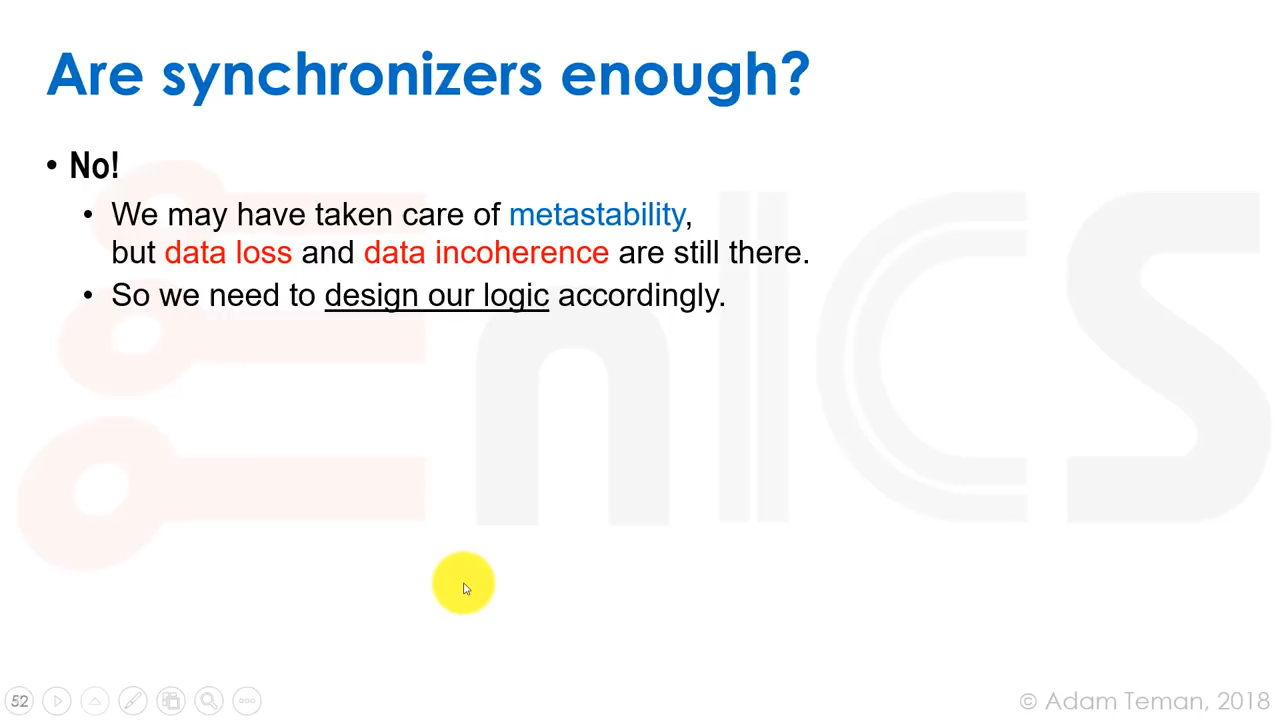 Are synchronizers enough?
• No!
• We may have taken care of metastability,
but data loss and data incoherence are still there.
• So we need to design our logic accordingly.
enICS
52
© Adam Teman, 2018